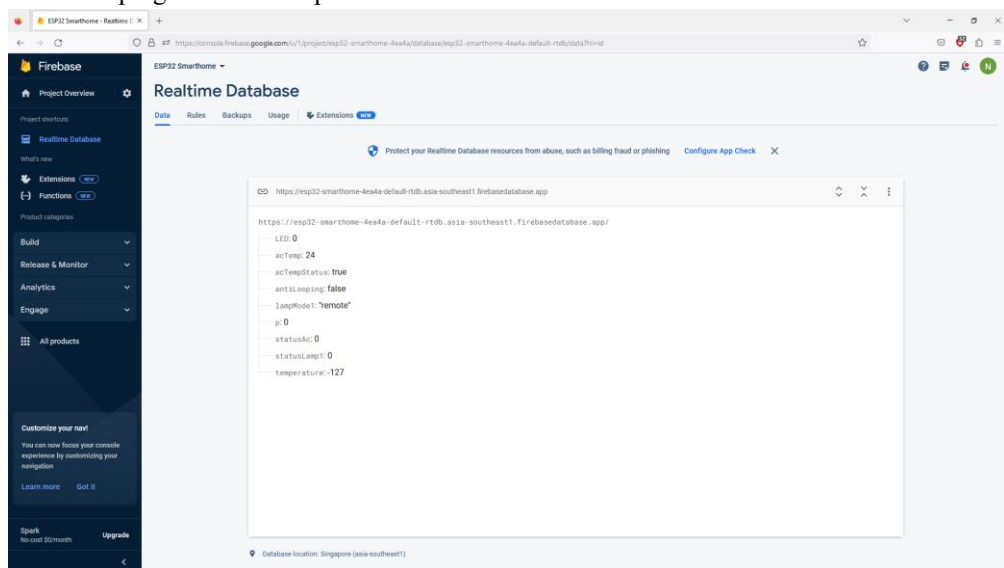 ESP32 Smarthome - Realtime D
https://console.firebase.google.com/u/1/project/esp32-smarthome-4ea4a/database/esp32-smarthome-4ea4a-default-rtdb/data?hl=id
Firebase
ESP32 Smarthome
N
Project Overview
Realtime Database
Project shortcuts
Data Rules Backups Usage Extensions NEW
Realtime Database
What's new
Protect your Realtime Database resources from abuse, such as billing fraud or phishing Configure App Check
Extensions NEW
Functions NEW
Product categories
https://esp32-smarthome-4ea4a-default-rtdb.asia-southeast1.firebasedatabase.app
https://esp32-smarthome-4ea4a-default-rtdb.asia-southeast1.firebasedatabase.app/
Build
Release & Monitor
Analytics
Engage
All products
LED: 0
acTemp: 24
acTempStatus: true
antiLooping: false
lampMode1: "remote"
p: 0
statusAc: 0
statusLamp1: 0
temperature: -127
Customize your nav!
You can now focus your console
experience by customizing your
navigation
Learn more Got it
Spark
No-cost $0/month
Upgrade
Database location: Singapore (asia-southeast1)